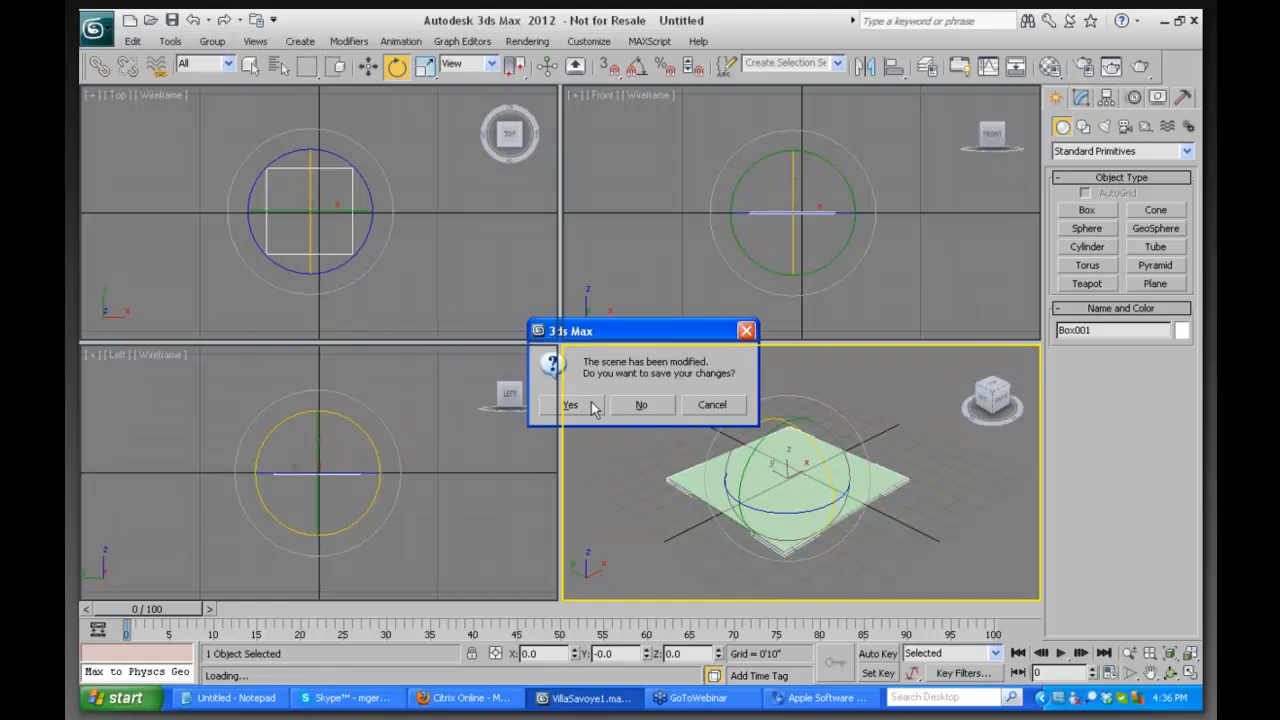 Autodesk 3ds Max 2012 - Not for Resale Untitled
Type a keyword or phrase
Edit Tools Group Views Create Modifiers Animation Graph Editors Rendering Customize MAXScript Help
All
View
Create Selection Se
[ + ] [ Top ] [ Wireframe ]
TOP
[ + ] [ Front ] [ Wireframe ]
FRONT
Standard Primitives
Object Type
AutoGrid
Box Cone
Sphere GeoSphere
Cylinder Tube
Torus Pyramid
Teapot Plane
Name and Color
Box001
3ds Max
The scene has been modified.
Do you want to save your changes?
Yes No Cancel
[ + ] [ Left ] [ Wireframe ]
LEFT
0 / 100
0 5 10 15 20 25 30 35 40 45 50 55 60 65 70 75 80 85 90 95 100
1 Object Selected X: 0.0 Y: -0.0 Z: 0.0 Grid = 0'10" Auto Key Selected
Max to Physcs Geo Loading... Add Time Tag Set Key Key Filters... 0
start Untitled - Notepad Skype™ - mger... Citrix Online - M... VillaSavoye1.ma... GoToWebinar Apple Software ... Search Desktop 4:36 PM